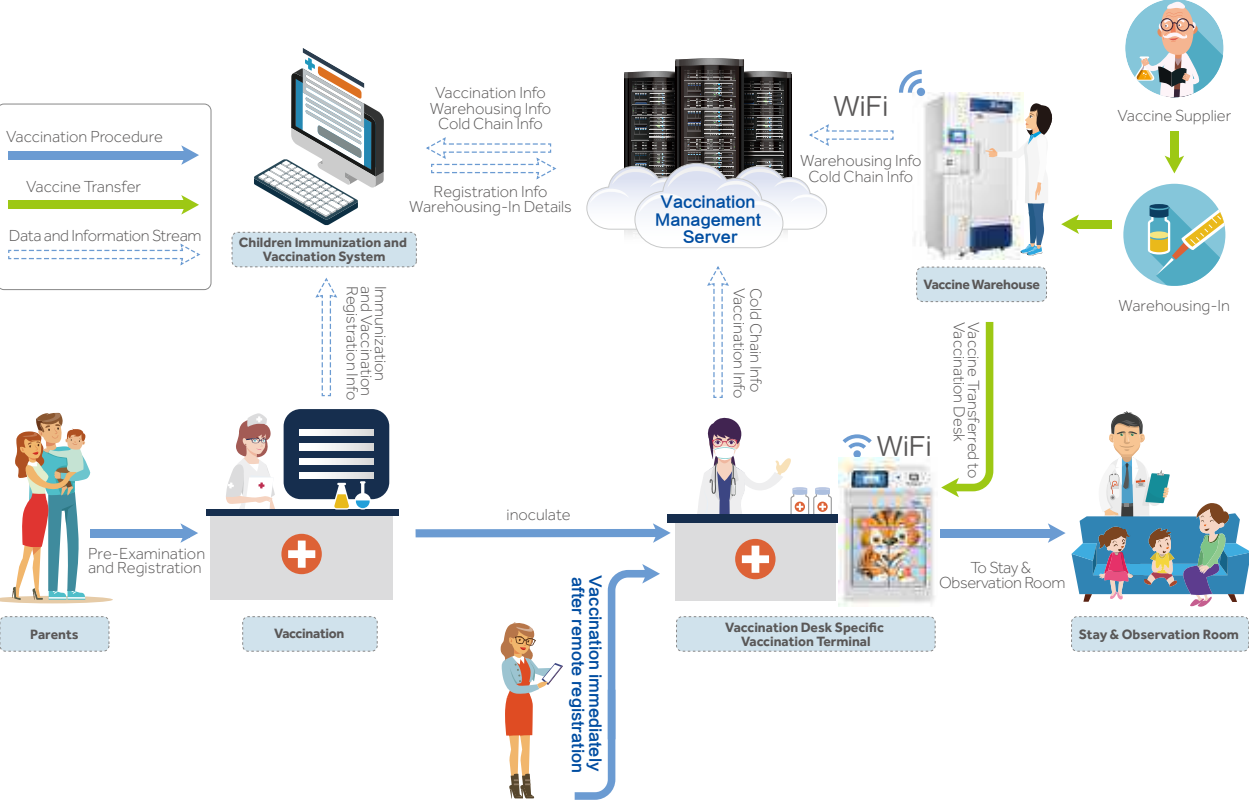 Vaccination Procedure
Vaccine Transfer
Data and Information Stream
Children Immunization and
Vaccination System
Vaccination Info
Warehousing Info
Cold Chain Info
Registration Info
Warehousing-In Details
Vaccination
Management
Server
WiFi
Warehousing Info
Cold Chain Info
Vaccine Warehouse
Vaccine Supplier
Warehousing-In
Immunization
and Vaccination
Registration Info
Cold Chain Info
Vaccination Info
Vaccine Transferred to
Vaccination Desk
WiFi
Pre-Examination
and Registration
inoculate
To Stay &
Observation Room
Parents
Vaccination
Vaccination Desk Specific
Vaccination Terminal
Stay & Observation Room
Vaccination immediately
after remote registration